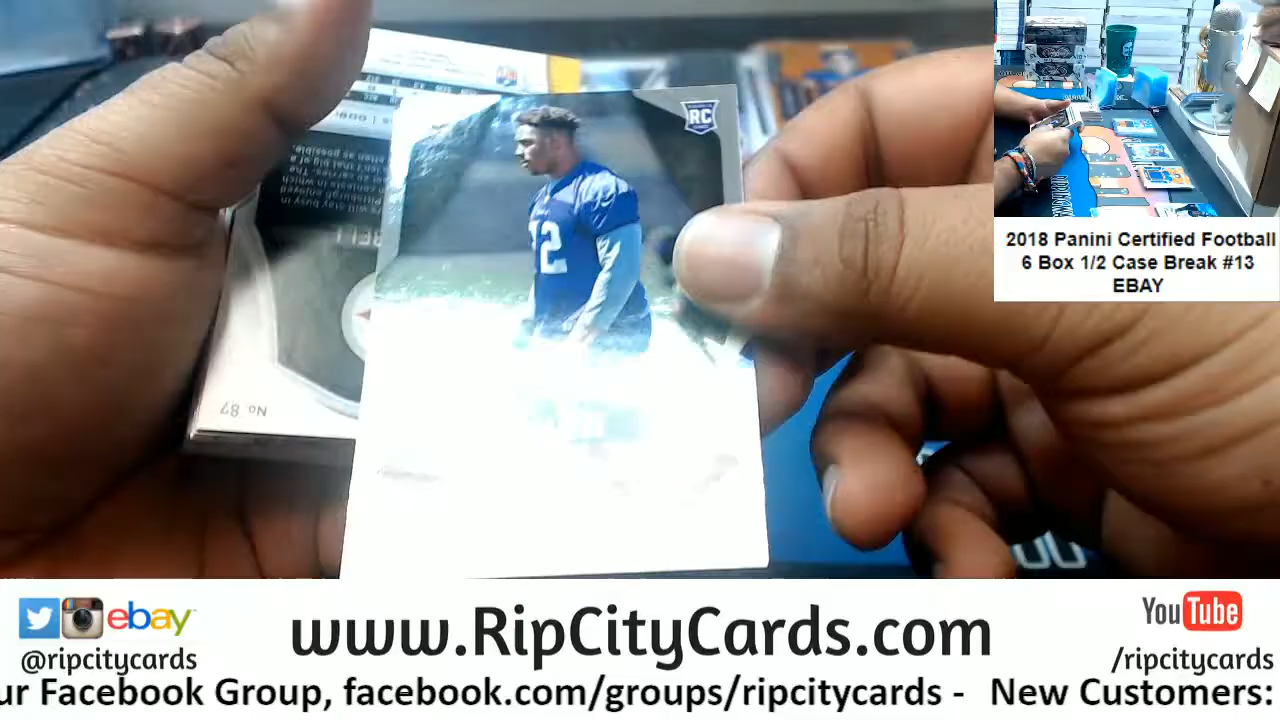 RC
2
No. 87
2018 Panini Certified Football
6 Box 1/2 Case Break #13
EBAY
ebay
@ripcitycards
www.RipCityCards.com
YouTube
/ripcitycards
ur Facebook Group, facebook.com/groups/ripcitycards - New Customers: